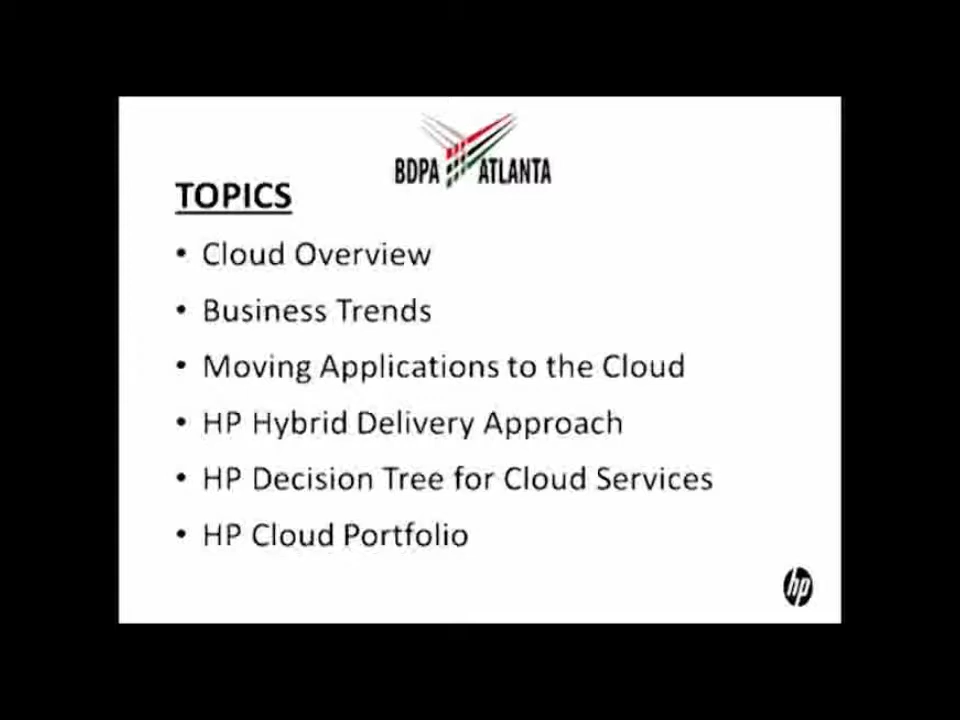 BDPA ATLANTA
TOPICS
• Cloud Overview
• Business Trends
• Moving Applications to the Cloud
• HP Hybrid Delivery Approach
• HP Decision Tree for Cloud Services
• HP Cloud Portfolio
hp